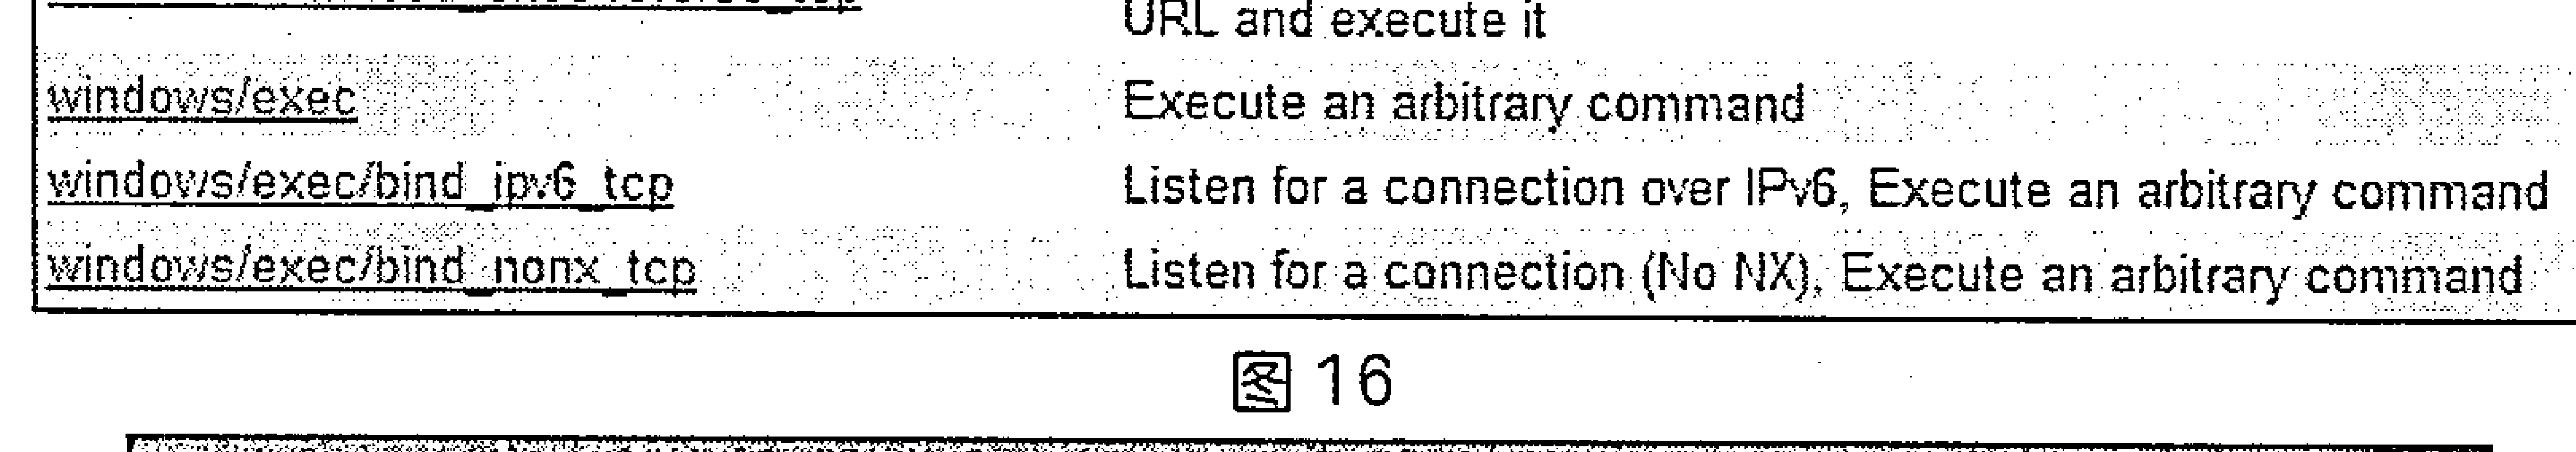 URL and execute it
windows/exec Execute an arbitrary command
windows/exec/bind_ipv6_tcp Listen for a connection over IPv6, Execute an arbitrary command
windows/exec/bind_nonx_tcp Listen for a connection (No NX), Execute an arbitrary command
图 16